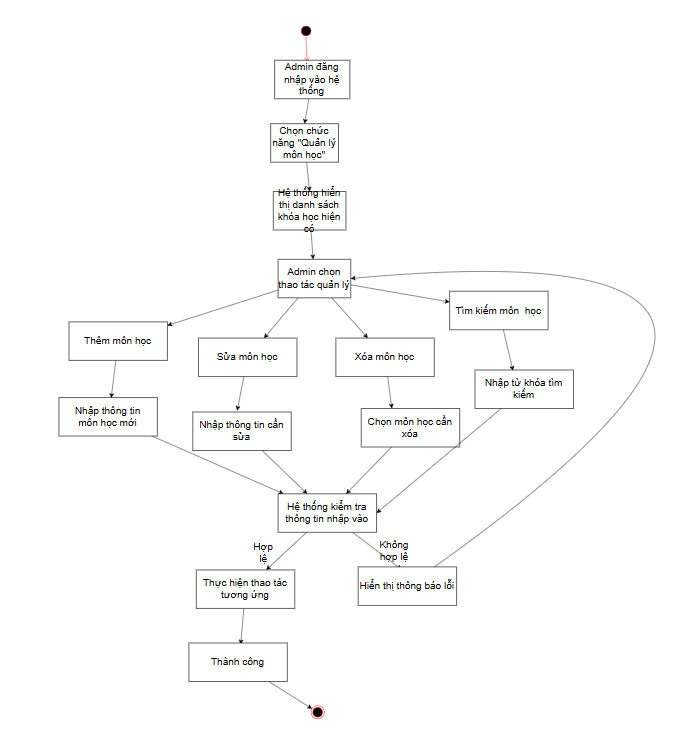 Admin đăng
nhập vào hệ
thống
Chọn chức
năng "Quản lý
môn học"
Hệ thống hiển
thị danh sách
khóa học hiện
có
Admin chọn
thao tác quản lý
Tìm kiếm môn học
Thêm môn học
Sửa môn học
Xóa môn học
Nhập từ khóa tìm
kiếm
Nhập thông tin
môn học mới
Nhập thông tin cần
sửa
Chọn môn học cần
xóa
Hệ thống kiểm tra
thông tin nhập vào
Hợp
lệ
Không
hợp lệ
Thực hiện thao tác
tương ứng
Hiển thị thông báo lỗi
Thành công